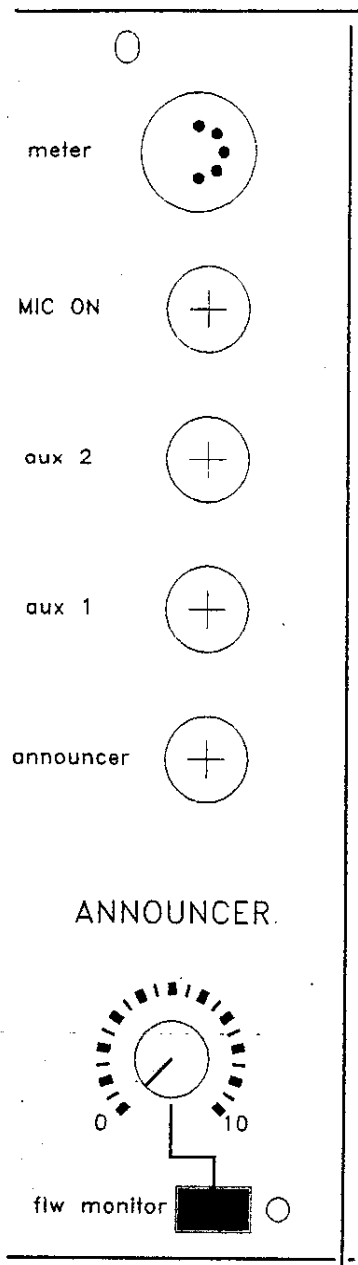 meter
MIC ON
aux 2
aux 1
announcer
ANNOUNCER
0 10
flw monitor